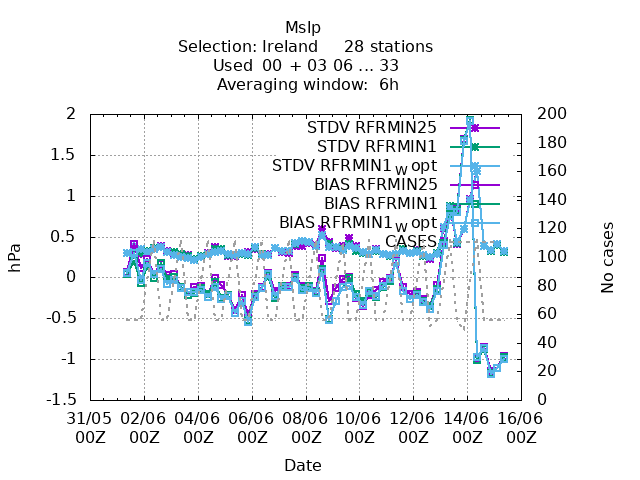 Mslp
Selection: Ireland 28 stations
Used 00 + 03 06 ... 33
Averaging window: 6h
2
1.5
1
0.5
0
-0.5
-1
-1.5
hPa
200
180
160
140
120
100
80
60
40
20
0
No cases
STDV RFRMIN25
STDV RFRMIN1
STDV RFRMIN1_W opt
BIAS RFRMIN25
BIAS RFRMIN1
BIAS RFRMIN1_W opt
CASES
31/05 02/06 04/06 06/06 08/06 10/06 12/06 14/06 16/06
00Z 00Z 00Z 00Z 00Z 00Z 00Z 00Z 00Z
Date